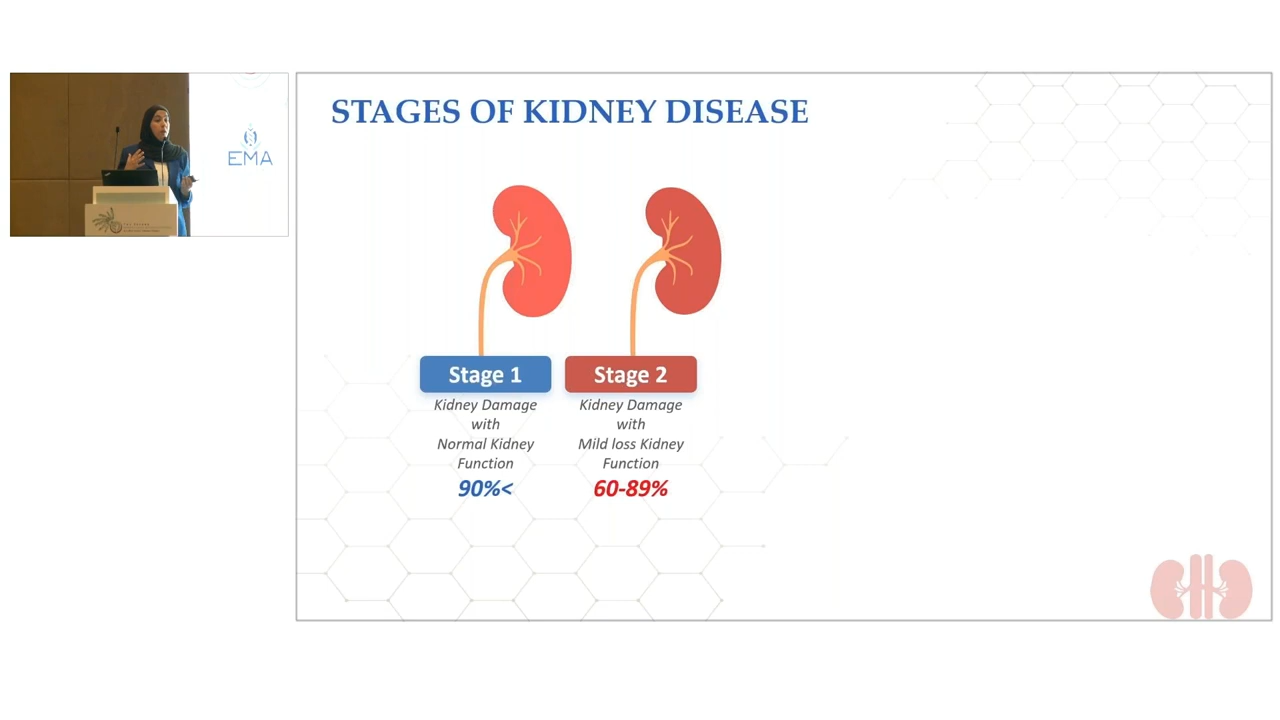 EMA
STAGES OF KIDNEY DISEASE
Stage 1
Kidney Damage
with
Normal Kidney
Function
90%<
Stage 2
Kidney Damage
with
Mild loss Kidney
Function
60-89%